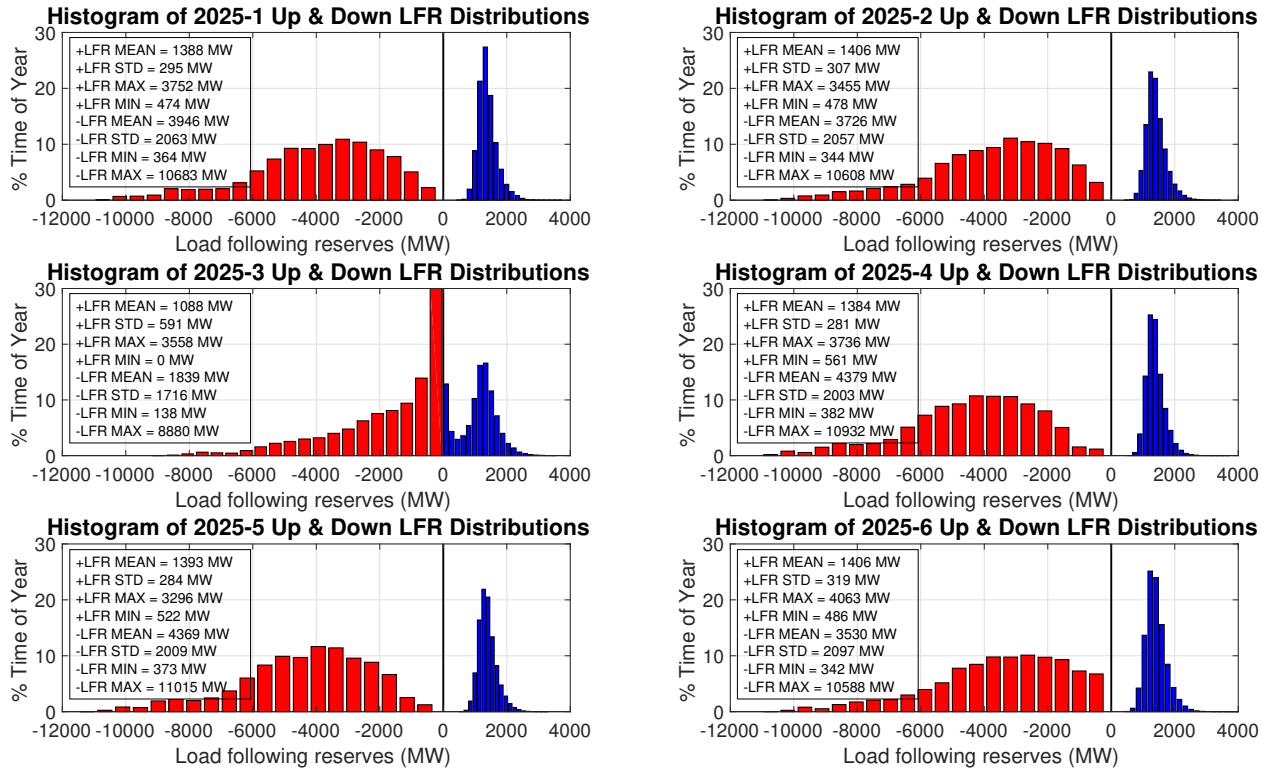 Histogram of 2025-1 Up & Down LFR Distributions
% Time of Year
30
20
10
0
+LFR MEAN = 1388 MW
+LFR STD = 295 MW
+LFR MAX = 3752 MW
+LFR MIN = 474 MW
-LFR MEAN = 3946 MW
-LFR STD = 2063 MW
-LFR MIN = 364 MW
-LFR MAX = 10683 MW
-12000 -10000 -8000 -6000 -4000 -2000 0 2000 4000
Load following reserves (MW)
Histogram of 2025-2 Up & Down LFR Distributions
% Time of Year
30
20
10
0
+LFR MEAN = 1406 MW
+LFR STD = 307 MW
+LFR MAX = 3455 MW
+LFR MIN = 478 MW
-LFR MEAN = 3726 MW
-LFR STD = 2057 MW
-LFR MIN = 344 MW
-LFR MAX = 10608 MW
-12000 -10000 -8000 -6000 -4000 -2000 0 2000 4000
Load following reserves (MW)
Histogram of 2025-3 Up & Down LFR Distributions
% Time of Year
30
20
10
0
+LFR MEAN = 1088 MW
+LFR STD = 591 MW
+LFR MAX = 3558 MW
+LFR MIN = 0 MW
-LFR MEAN = 1839 MW
-LFR STD = 1716 MW
-LFR MIN = 138 MW
-LFR MAX = 8880 MW
-12000 -10000 -8000 -6000 -4000 -2000 0 2000 4000
Load following reserves (MW)
Histogram of 2025-4 Up & Down LFR Distributions
% Time of Year
30
20
10
0
+LFR MEAN = 1384 MW
+LFR STD = 281 MW
+LFR MAX = 3736 MW
+LFR MIN = 561 MW
-LFR MEAN = 4379 MW
-LFR STD = 2003 MW
-LFR MIN = 382 MW
-LFR MAX = 10932 MW
-12000 -10000 -8000 -6000 -4000 -2000 0 2000 4000
Load following reserves (MW)
Histogram of 2025-5 Up & Down LFR Distributions
% Time of Year
30
20
10
0
+LFR MEAN = 1393 MW
+LFR STD = 284 MW
+LFR MAX = 3296 MW
+LFR MIN = 522 MW
-LFR MEAN = 4369 MW
-LFR STD = 2009 MW
-LFR MIN = 373 MW
-LFR MAX = 11015 MW
-12000 -10000 -8000 -6000 -4000 -2000 0 2000 4000
Load following reserves (MW)
Histogram of 2025-6 Up & Down LFR Distributions
% Time of Year
30
20
10
0
+LFR MEAN = 1406 MW
+LFR STD = 319 MW
+LFR MAX = 4063 MW
+LFR MIN = 486 MW
-LFR MEAN = 3530 MW
-LFR STD = 2097 MW
-LFR MIN = 342 MW
-LFR MAX = 10588 MW
-12000 -10000 -8000 -6000 -4000 -2000 0 2000 4000
Load following reserves (MW)